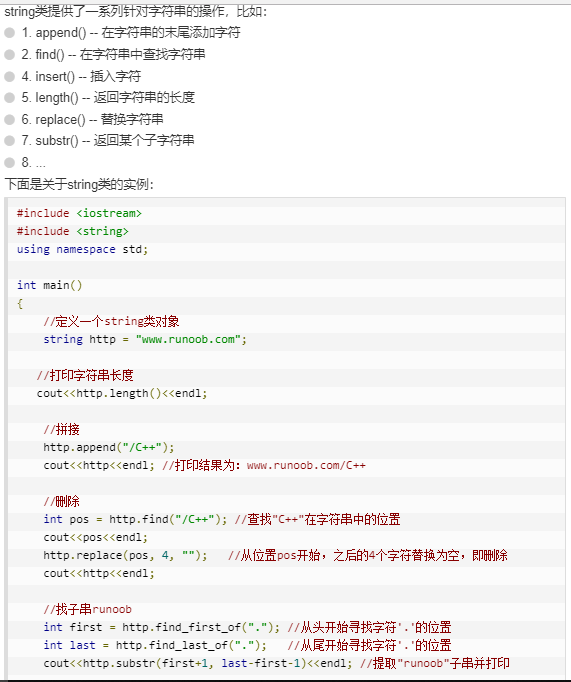 string类提供了一系列针对字符串的操作，比如：
1. append() -- 在字符串的末尾添加字符
2. find() -- 在字符串中查找字符串
4. insert() -- 插入字符
5. length() -- 返回字符串的长度
6. replace() -- 替换字符串
7. substr() -- 返回某个子字符串
8. ...
下面是关于string类的实例：
#include <iostream>
#include <string>
using namespace std;
int main()
{
//定义一个string类对象
string http = "www.runoob.com";
//打印字符串长度
cout<<http.length()<<endl;
//拼接
http.append("/C++");
cout<<http<<endl; //打印结果为：www.runoob.com/C++
//删除
int pos = http.find("/C++"); //查找"C++"在字符串中的位置
cout<<pos<<endl;
http.replace(pos, 4, ""); //从位置pos开始，之后的4个字符替换为空，即删除
cout<<http<<endl;
//找子串runoob
int first = http.find_first_of("."); //从头开始寻找字符'.'的位置
int last = http.find_last_of("."); //从尾开始寻找字符'.'的位置
cout<<http.substr(first+1, last-first-1)<<endl; //提取"runoob"子串并打印